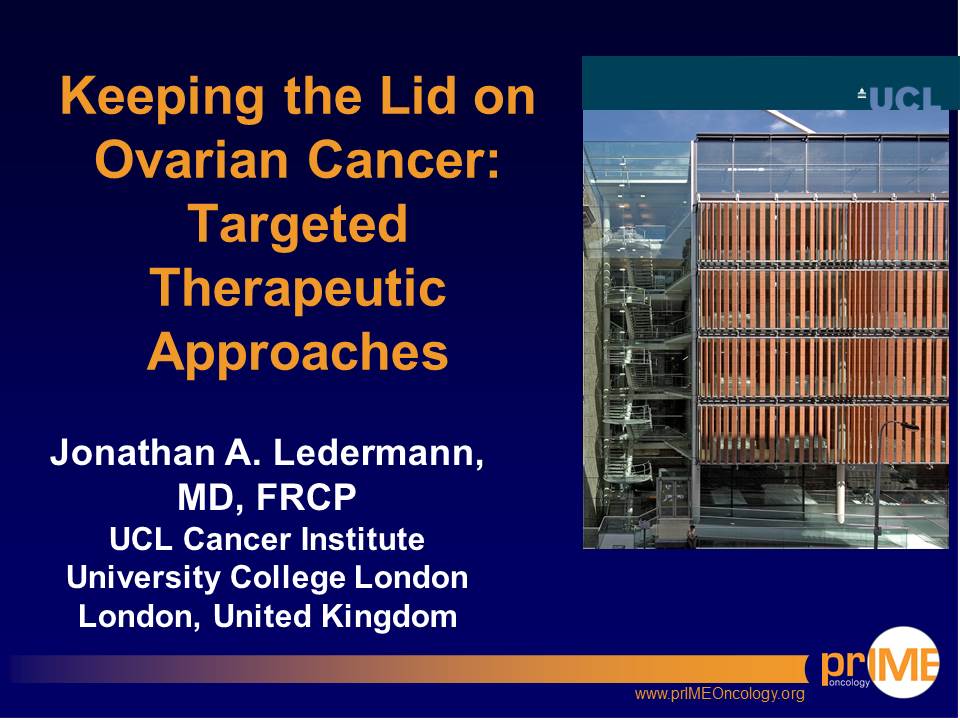 Keeping the Lid on
Ovarian Cancer:
Targeted
Therapeutic
Approaches
UCL
Jonathan A. Ledermann,
MD, FRCP
UCL Cancer Institute
University College London
London, United Kingdom
prIME
oncology
www.prIMEOncology.org